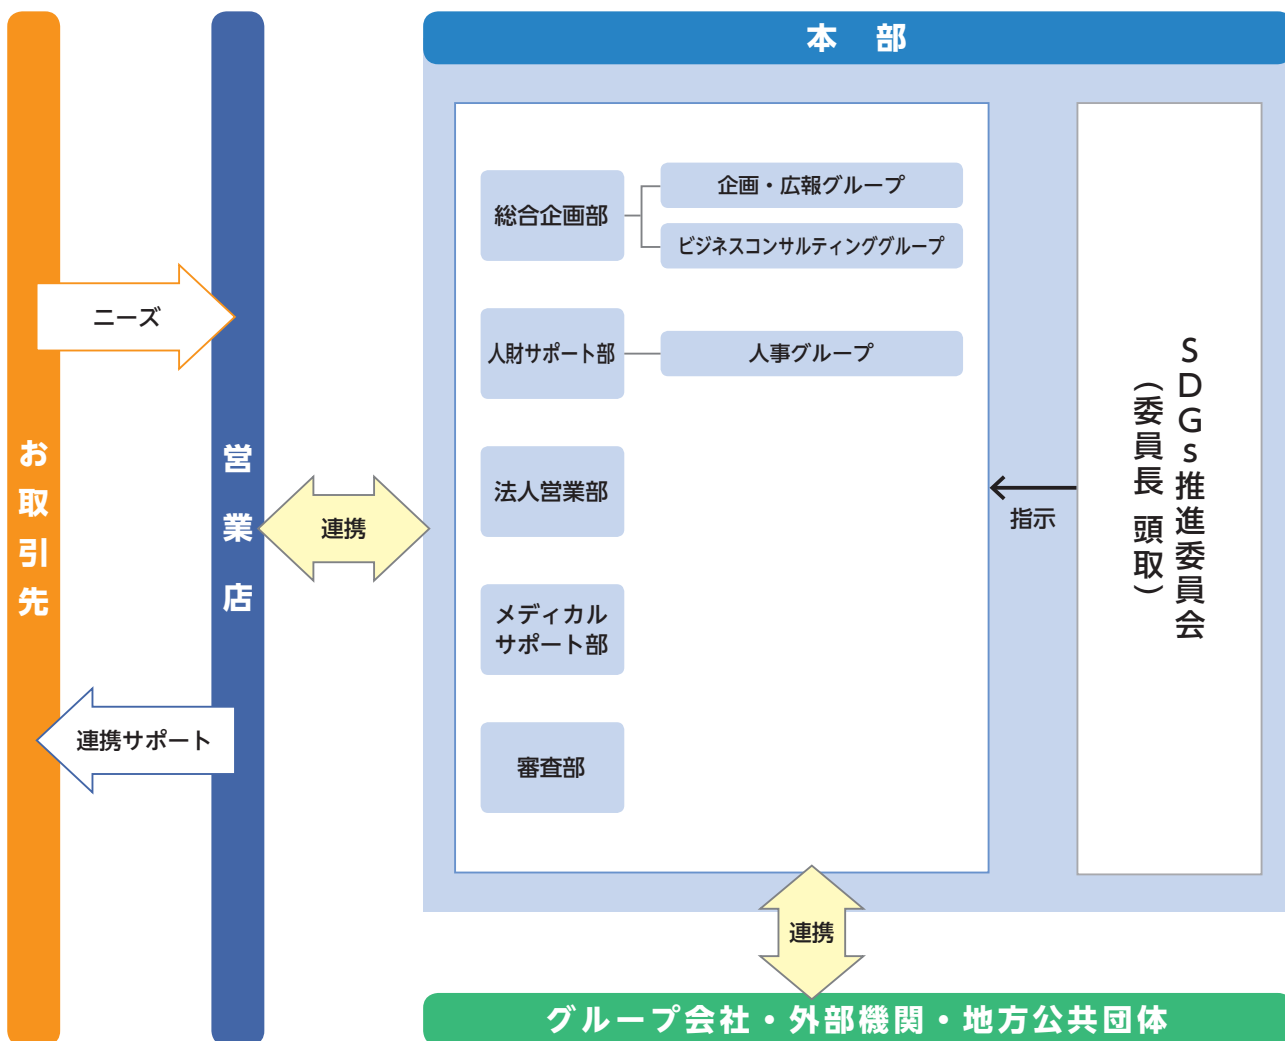 本 部
総合企画部
企画・広報グループ
ビジネスコンサルティンググループ
人財サポート部
人事グループ
法人営業部
メディカル
サポート部
審査部
SDGs推進委員会
（委員長 頭取）
指示
連携
ニーズ
連携サポート
お取引先
営業店
連携
グループ会社・外部機関・地方公共団体